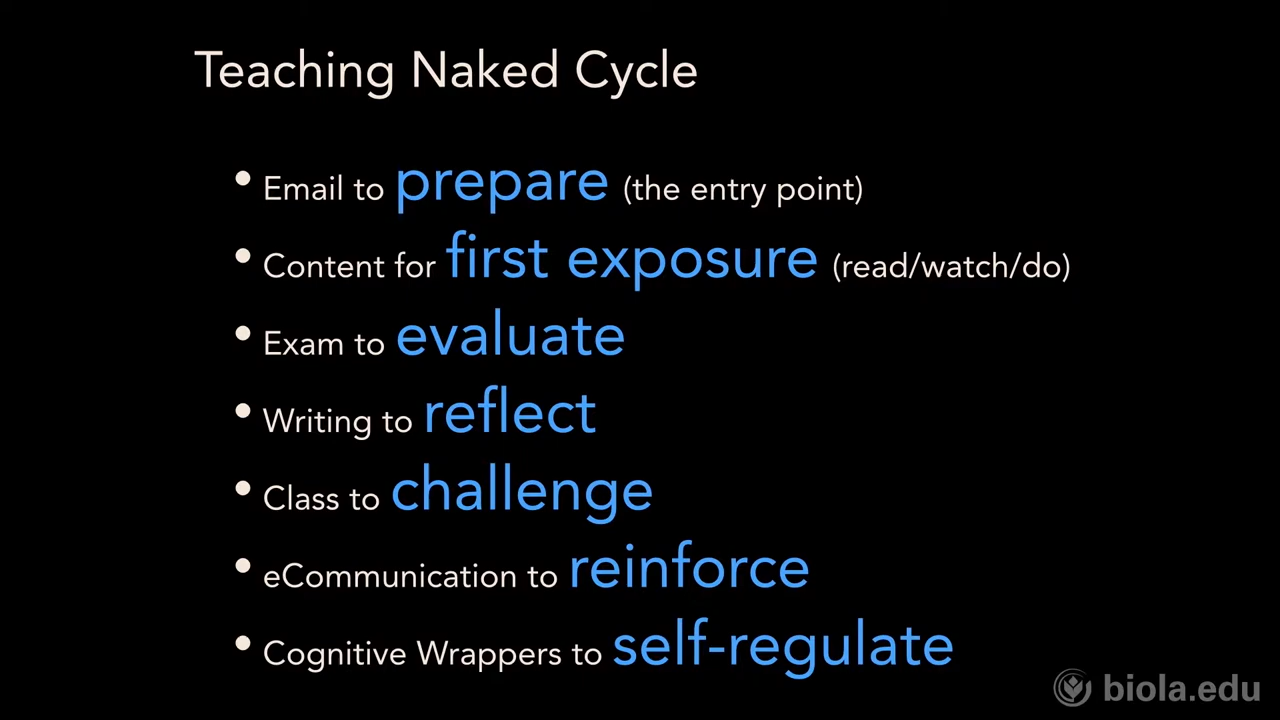 Teaching Naked Cycle
• Email to prepare (the entry point)
• Content for first exposure (read/watch/do)
• Exam to evaluate
• Writing to reflect
• Class to challenge
• eCommunication to reinforce
• Cognitive Wrappers to self-regulate
biola.edu